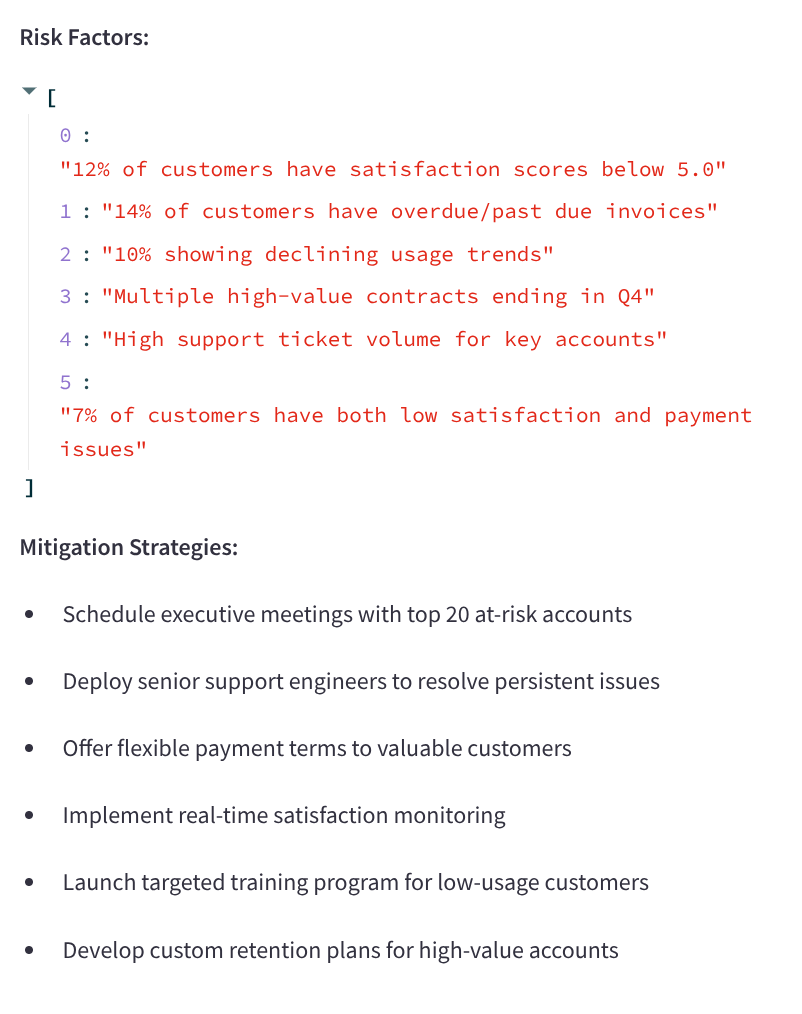 Risk Factors:
[
0 :
"12% of customers have satisfaction scores below 5.0"
1 : "14% of customers have overdue/past due invoices"
2 : "10% showing declining usage trends"
3 : "Multiple high-value contracts ending in Q4"
4 : "High support ticket volume for key accounts"
5 :
"7% of customers have both low satisfaction and payment
issues"
]
Mitigation Strategies:
• Schedule executive meetings with top 20 at-risk accounts
• Deploy senior support engineers to resolve persistent issues
• Offer flexible payment terms to valuable customers
• Implement real-time satisfaction monitoring
• Launch targeted training program for low-usage customers
• Develop custom retention plans for high-value accounts